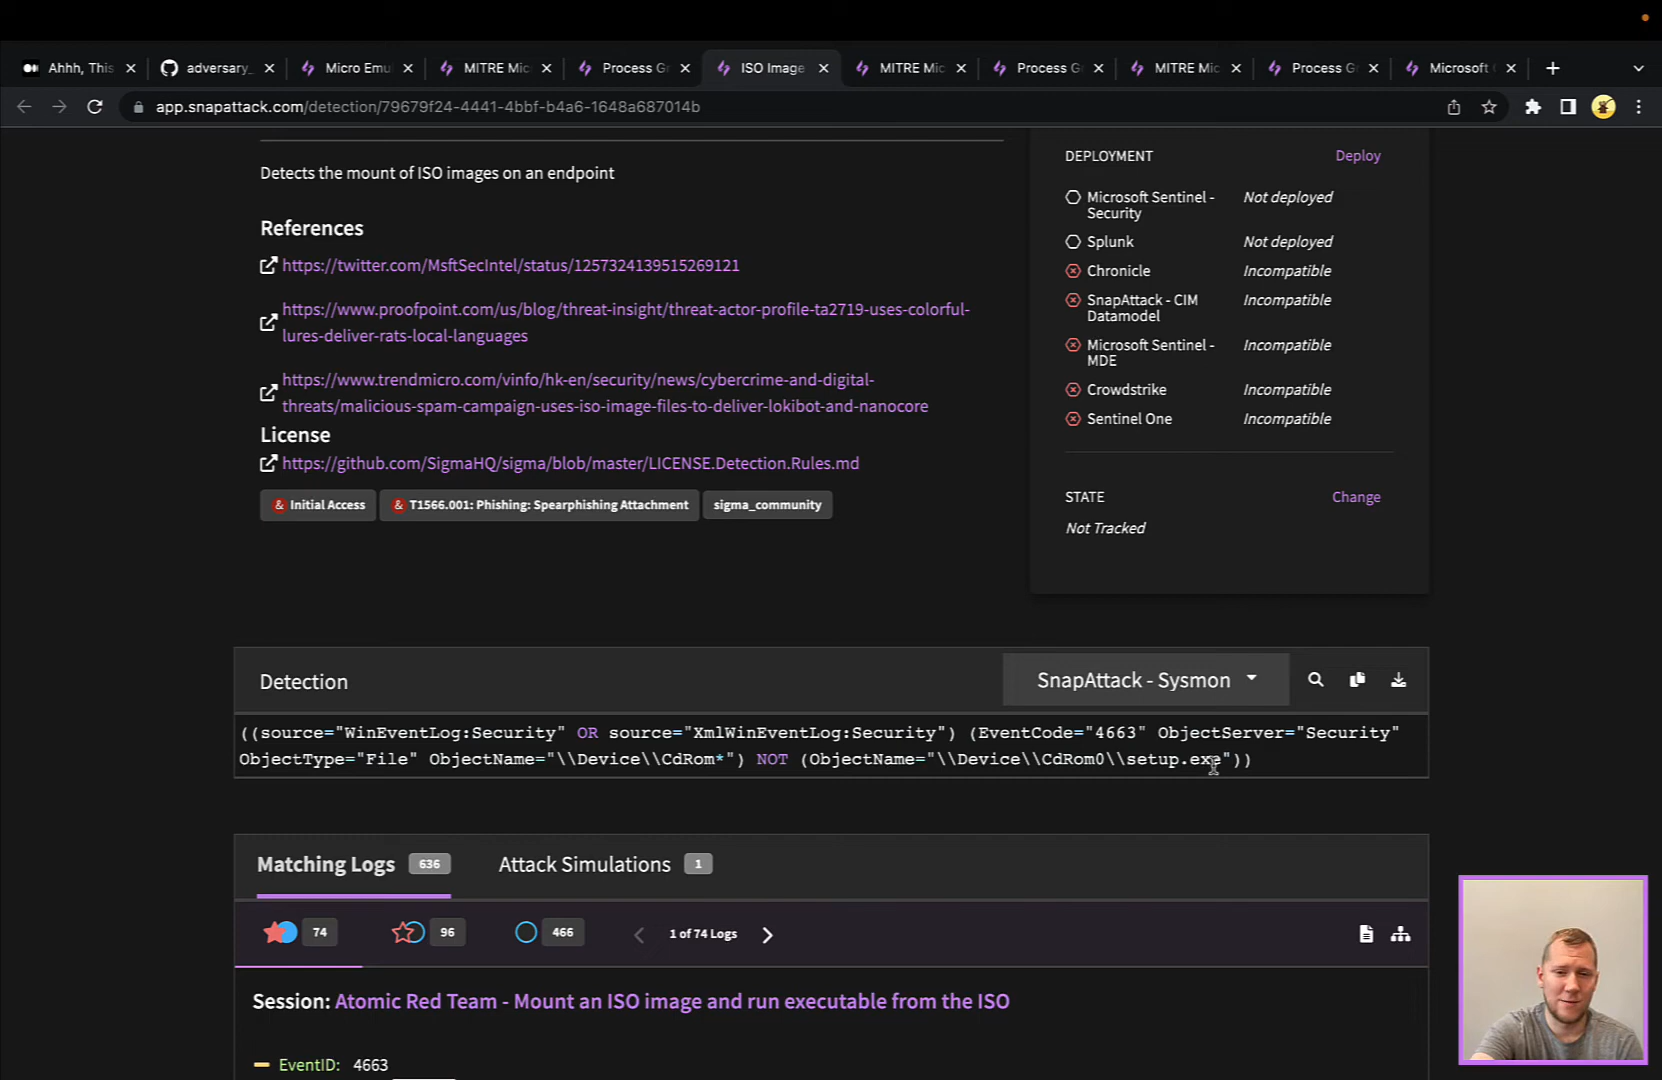 Ahhh, This
adversary_
Micro Emu
MITRE Mic
Process G
ISO Image
MITRE Mic
Process G
MITRE Mic
Process G
Microsoft
app.snapattack.com/detection/79679f24-4441-4bbf-b4a6-1648a687014b
Detects the mount of ISO images on an endpoint
References
https://twitter.com/MsftSecIntel/status/1257324139515269121
https://www.proofpoint.com/us/blog/threat-insight/threat-actor-profile-ta2719-uses-colorful-
lures-deliver-rats-local-languages
https://www.trendmicro.com/vinfo/hk-en/security/news/cybercrime-and-digital-
threats/malicious-spam-campaign-uses-iso-image-files-to-deliver-lokibot-and-nanocore
License
https://github.com/SigmaHQ/sigma/blob/master/LICENSE.Detection.Rules.md
& Initial Access
& T1566.001: Phishing: Spearphishing Attachment
sigma_community
DEPLOYMENT
Deploy
Microsoft Sentinel -
Security
Not deployed
Splunk
Not deployed
Chronicle
Incompatible
SnapAttack - CIM
Datamodel
Incompatible
Microsoft Sentinel -
MDE
Incompatible
Crowdstrike
Incompatible
Sentinel One
Incompatible
STATE
Change
Not Tracked
Detection
SnapAttack - Sysmon
((source="WinEventLog:Security" OR source="XmlWinEventLog:Security") (EventCode="4663" ObjectServer="Security"
ObjectType="File" ObjectName="\\Device\\CdRom*") NOT (ObjectName="\\Device\\CdRom0\\setup.exe"))
Matching Logs 636
Attack Simulations 1
74
96
466
1 of 74 Logs
Session: Atomic Red Team - Mount an ISO image and run executable from the ISO
EventID: 4663